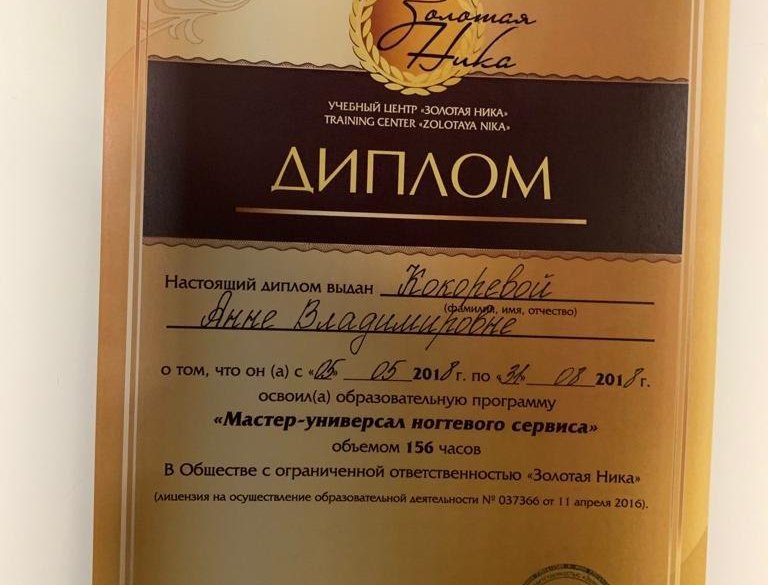 Золотая
Ника
УЧЕБНЫЙ ЦЕНТР «ЗОЛОТАЯ НИКА»
TRAINING CENTER «ZOLOTAYA NIKA»
ДИПЛОМ
Настоящий диплом выдан Кокоревой
(фамилия, имя, отчество)
Анне Владимировне
о том, что он (а) с «05» 05 2018 г. по «31» 08 2018 г.
освоил(а) образовательную программу
«Мастер-универсал ногтевого сервиса»
объемом 156 часов
В Обществе с ограниченной ответственностью «Золотая Ника»
(лицензия на осуществление образовательной деятельности № 037366 от 11 апреля 2016).